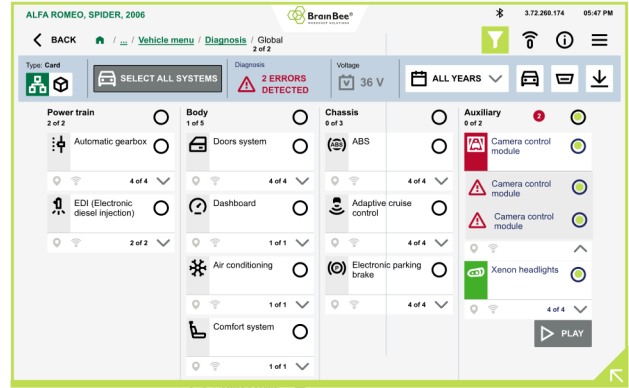 ALFA ROMEO, SPIDER, 2006
BrainBee®
WORKSHOP SOLUTIONS
3.72.260.174
05:47 PM
BACK / ... / Vehicle menu / Diagnosis / Global
2 of 2
Type: Card
SELECT ALL SYSTEMS
Diagnosis
2 ERRORS
DETECTED
Voltage
V
36 V
ALL YEARS
Power train
2 of 2
Automatic gearbox
4 of 4
EDI (Electronic
diesel injection)
2 of 2
Body
1 of 5
Doors system
4 of 4
Dashboard
1 of 1
Air conditioning
1 of 1
Comfort system
1 of 1
Chassis
0 of 3
ABS
ABS
4 of 4
Adaptive cruise
control
4 of 4
Electronic parking
brake
4 of 4
Auxiliary
0 of 2
2
Camera control
module
Camera control
module
Camera control
module
Xenon headlights
4 of 4
PLAY